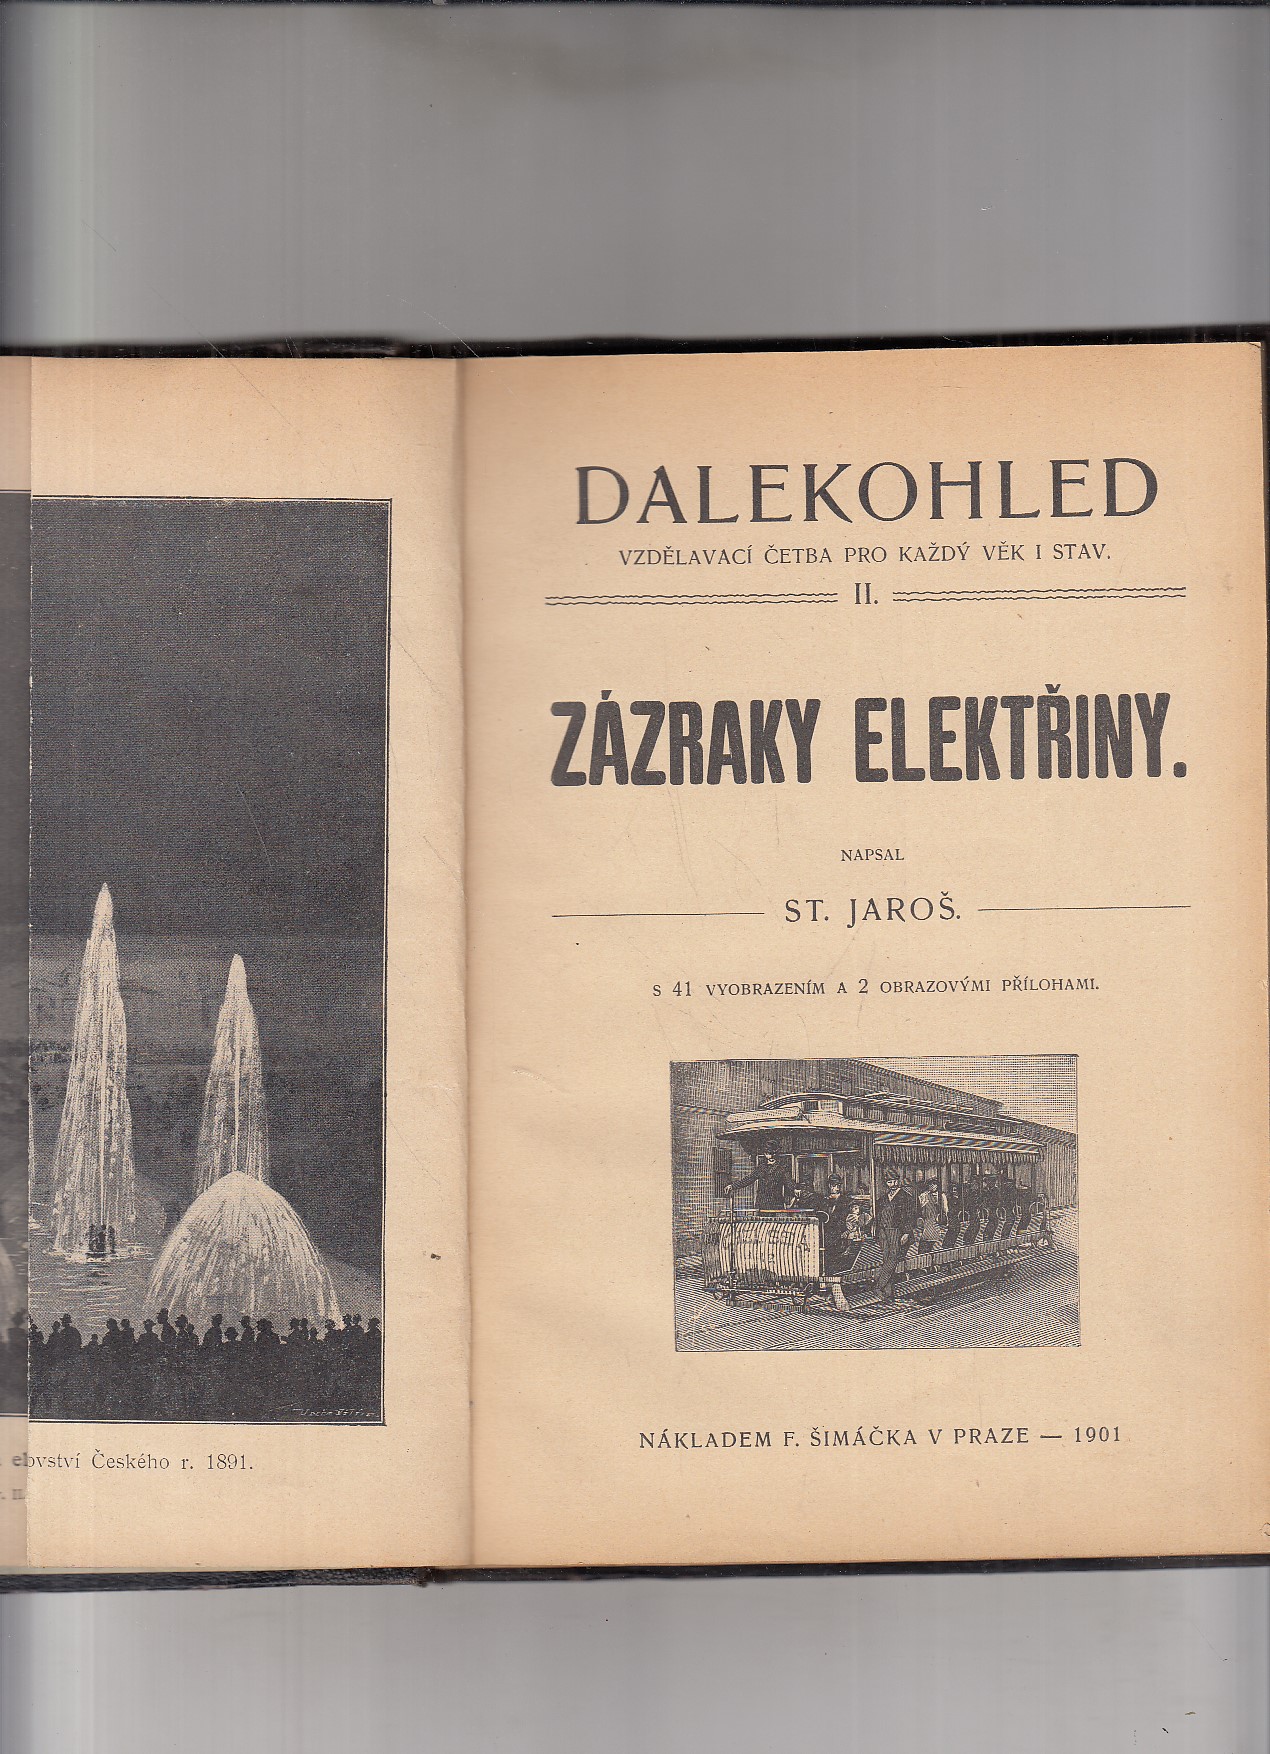 ovství Českého r. 1891.
DALEKOHLED
VZDĚLAVACÍ ČETBA PRO KAŽDÝ VĚK I STAV.
II.
ZÁZRAKY ELEKTŘINY.
NAPSAL
ST. JAROŠ.
S 41 VYOBRAZENÍM A 2 OBRAZOVÝMI PŘÍLOHAMI.
NÁKLADEM F. ŠIMÁČKA V PRAZE — 1901